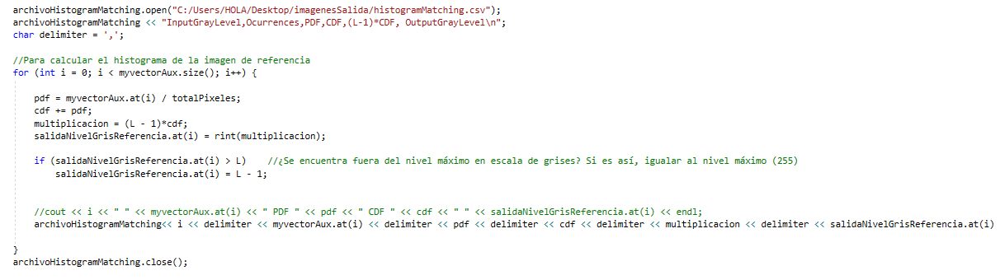 archivoHistogramMatching.open("C:/Users/HOLA/Desktop/imagenesSalida/histogramMatching.csv");
archivoHistogramMatching << "InputGrayLevel,Ocurrences,PDF,CDF,(L-1)*CDF, OutputGrayLevel\n";
char delimiter = ',';
//Para calcular el histograma de la imagen de referencia
for (int i = 0; i < myvectorAux.size(); i++) {
pdf = myvectorAux.at(i) / totalPixeles;
cdf += pdf;
multiplicacion = (L - 1)*cdf;
salidaNivelGrisReferencia.at(i) = rint(multiplicacion);
if (salidaNivelGrisReferencia.at(i) > L) //¿Se encuentra fuera del nivel máximo en escala de grises? Si es así, igualar al nivel máximo (255)
salidaNivelGrisReferencia.at(i) = L - 1;
//cout << i << " " << myvectorAux.at(i) << " PDF " << pdf << " CDF " << cdf << " " << salidaNivelGrisReferencia.at(i) << endl;
archivoHistogramMatching<< i << delimiter << myvectorAux.at(i) << delimiter << pdf << delimiter << cdf << delimiter << multiplicacion << delimiter << salidaNivelGrisReferencia.at(i)
}
archivoHistogramMatching.close();